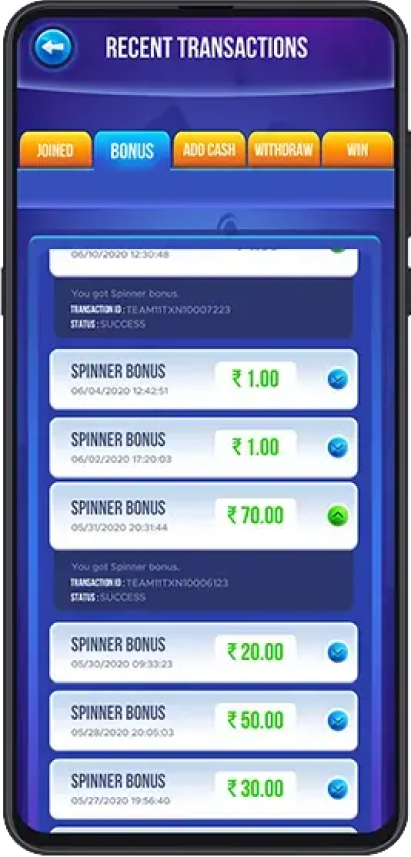 RECENT TRANSACTIONS
JOINED BONUS ADD CASH WITHDRAW WIN
06/10/2020 12:30:48
You got Spinner bonus.
TRANSACTION ID : TEAM11TXN10007223
STATUS : SUCCESS
SPINNER BONUS ₹ 1.00
06/04/2020 12:42:51
SPINNER BONUS ₹ 1.00
06/02/2020 17:20:03
SPINNER BONUS ₹ 70.00
05/31/2020 20:31:44
You got Spinner bonus.
TRANSACTION ID : TEAM11TXN10006123
STATUS : SUCCESS
SPINNER BONUS ₹ 20.00
05/30/2020 09:33:23
SPINNER BONUS ₹ 50.00
05/28/2020 20:05:03
SPINNER BONUS ₹ 30.00
05/27/2020 19:56:40